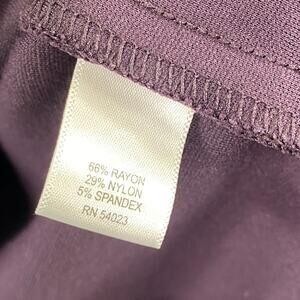 66% RAYON
29% NYLON
5% SPANDEX
RN 54023